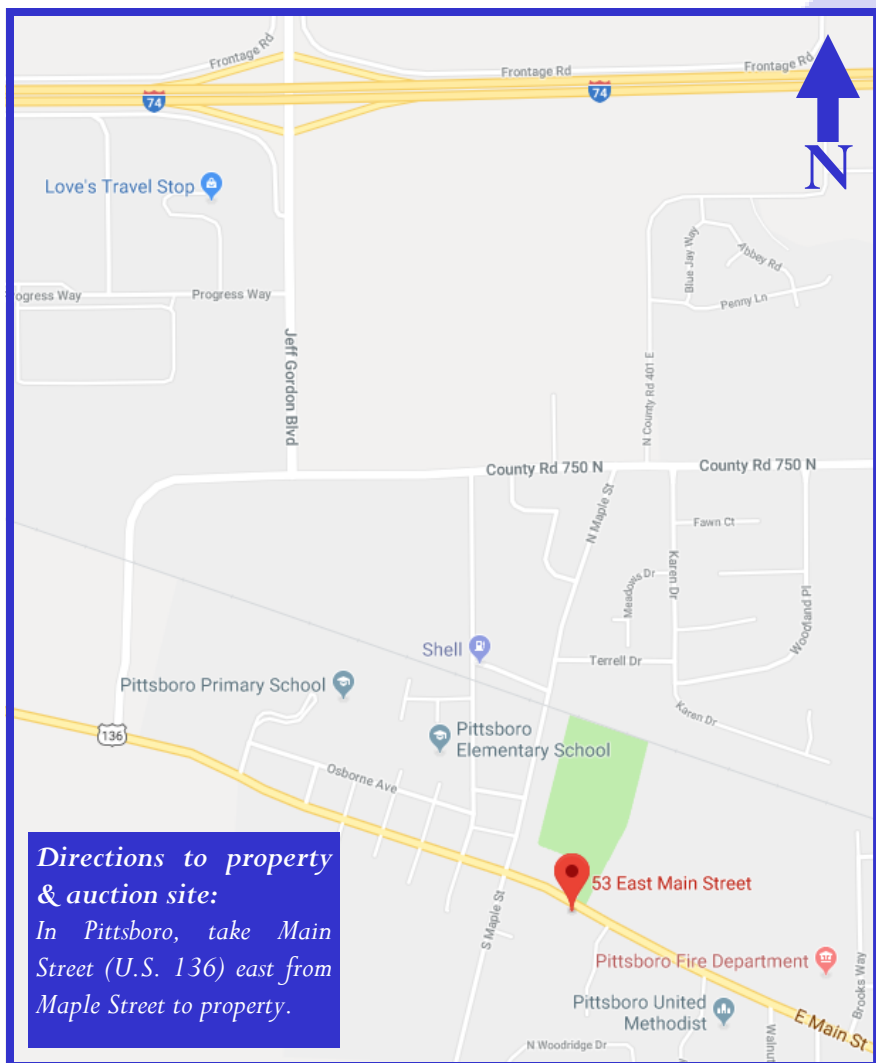 Frontage Rd
Frontage Rd
Frontage Rd
74
74
N
Love's Travel Stop
Blue Jay Way
Abbey Rd
Penny Ln
ogress Way
Progress Way
Jeff Gordon Blvd
N County Rd 401 E
County Rd 750 N
County Rd 750 N
N Maple St
Fawn Ct
Karen Dr
Meadows Dr
Woodland Pl
Shell
Terrell Dr
Pittsboro Primary School
Karen Dr
136
Pittsboro
Elementary School
Osborne Ave
53 East Main Street
S Maple St
Pittsboro Fire Department
Brooks Way
Pittsboro United
Methodist
E Main St
Walnut
N Woodridge Dr
Directions to property
& auction site:
In Pittsboro, take Main
Street (U.S. 136) east from
Maple Street to property.